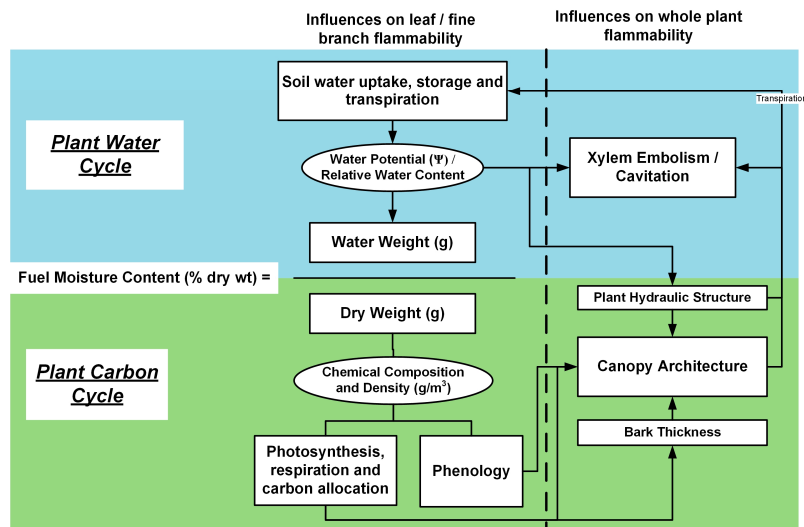 Influences on leaf / fine
branch flammability
Influences on whole plant
flammability
Soil water uptake, storage and
transpiration
Transpiration
Plant Water
Cycle
Water Potential (Ψ) /
Relative Water Content
Xylem Embolism /
Cavitation
Water Weight (g)
Fuel Moisture Content (% dry wt) =
Plant Hydraulic Structure
Dry Weight (g)
Plant Carbon
Cycle
Chemical Composition
and Density (g/m³)
Canopy Architecture
Bark Thickness
Photosynthesis,
respiration and
carbon allocation
Phenology